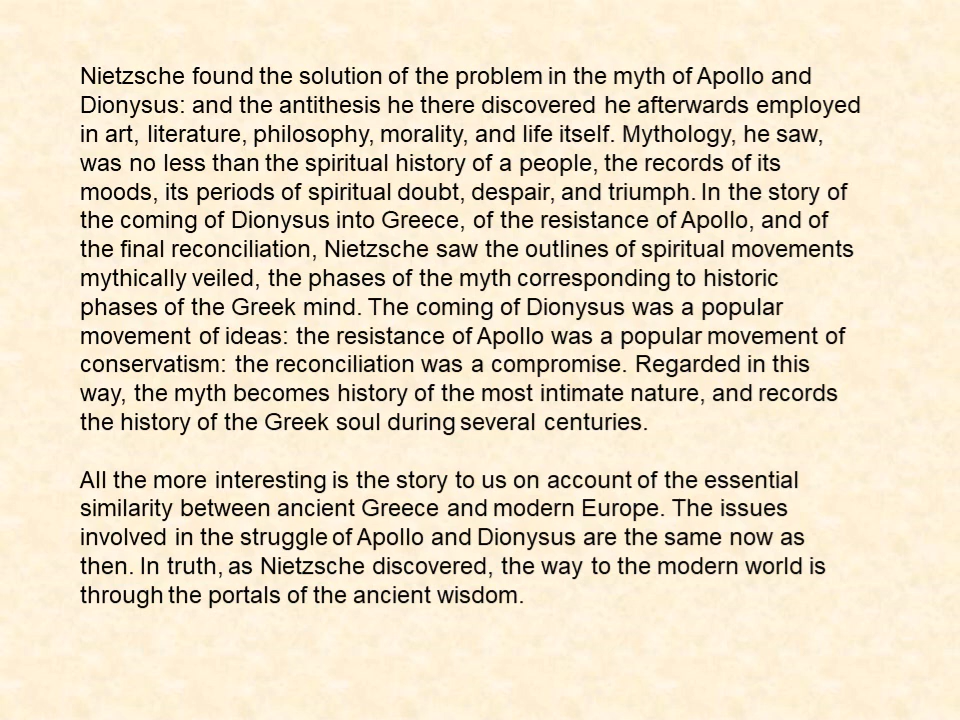 Nietzsche found the solution of the problem in the myth of Apollo and
Dionysus: and the antithesis he there discovered he afterwards employed
in art, literature, philosophy, morality, and life itself. Mythology, he saw,
was no less than the spiritual history of a people, the records of its
moods, its periods of spiritual doubt, despair, and triumph. In the story of
the coming of Dionysus into Greece, of the resistance of Apollo, and of
the final reconciliation, Nietzsche saw the outlines of spiritual movements
mythically veiled, the phases of the myth corresponding to historic
phases of the Greek mind. The coming of Dionysus was a popular
movement of ideas: the resistance of Apollo was a popular movement of
conservatism: the reconciliation was a compromise. Regarded in this
way, the myth becomes history of the most intimate nature, and records
the history of the Greek soul during several centuries.

All the more interesting is the story to us on account of the essential
similarity between ancient Greece and modern Europe. The issues
involved in the struggle of Apollo and Dionysus are the same now as
then. In truth, as Nietzsche discovered, the way to the modern world is
through the portals of the ancient wisdom.